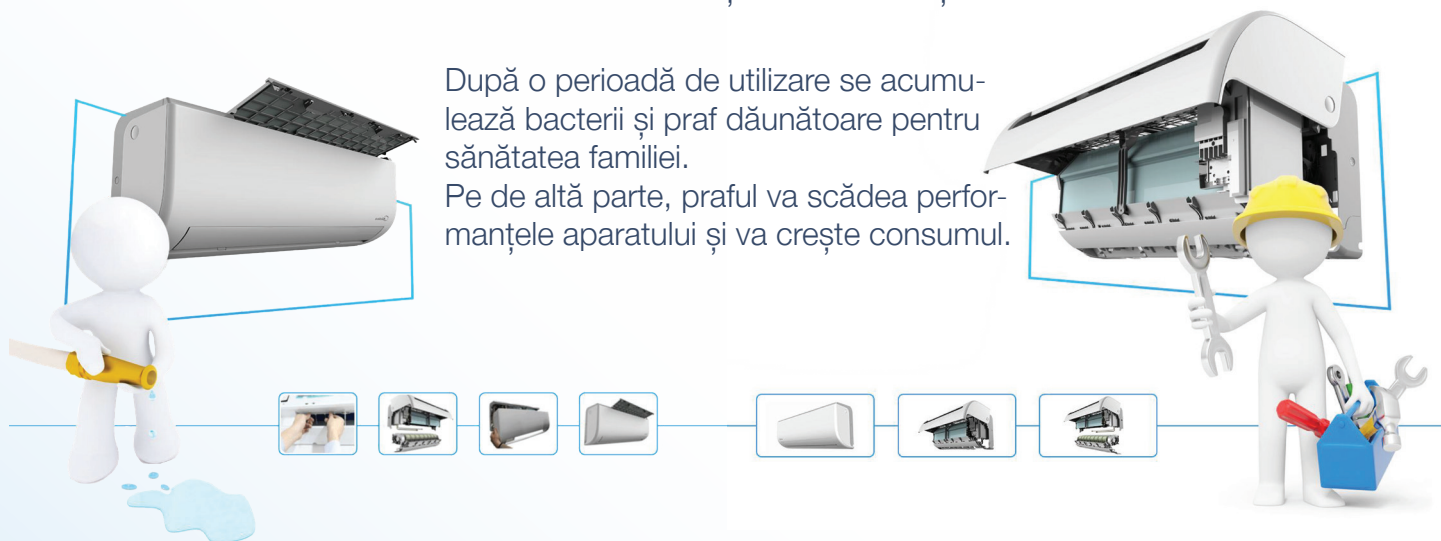 După o perioadă de utilizare se acumu-
lează bacterii și praf dăunătoare pentru
sănătatea familiei.
Pe de altă parte, praful va scădea perfor-
manțele aparatului și va crește consumul.